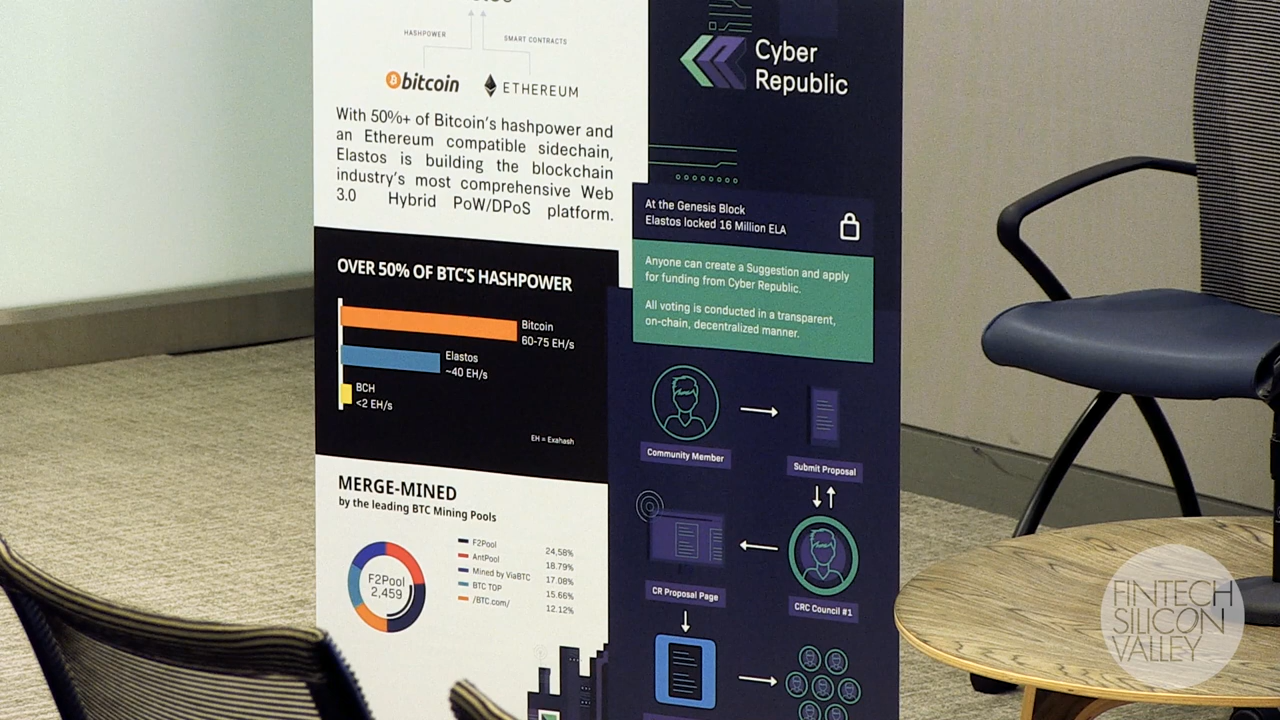 HASHPOWER
SMART CONTRACTS
bitcoin
ETHEREUM
With 50%+ of Bitcoin's hashpower and
an Ethereum compatible sidechain,
Elastos is building the blockchain
industry's most comprehensive Web
3.0 Hybrid PoW/DPoS platform.
OVER 50% OF BTC'S HASHPOWER
Bitcoin
60-75 EH/s
Elastos
~40 EH/s
BCH
<2 EH/s
EH = Exahash
MERGE-MINED
by the leading BTC Mining Pools
F2Pool
2,459
F2Pool 24,58%
AntPool 18.79%
Mined by ViaBTC 17.08%
BTC TOP 15.66%
/BTC.com/ 12.12%
Cyber
Republic
At the Genesis Block
Elastos locked 16 Million ELA
Anyone can create a Suggestion and apply
for funding from Cyber Republic.
All voting is conducted in a transparent,
on-chain, decentralized manner.
Community Member
Submit Proposal
CR Proposal Page
CRC Council #1
FINTECH
SILICON
VALLEY